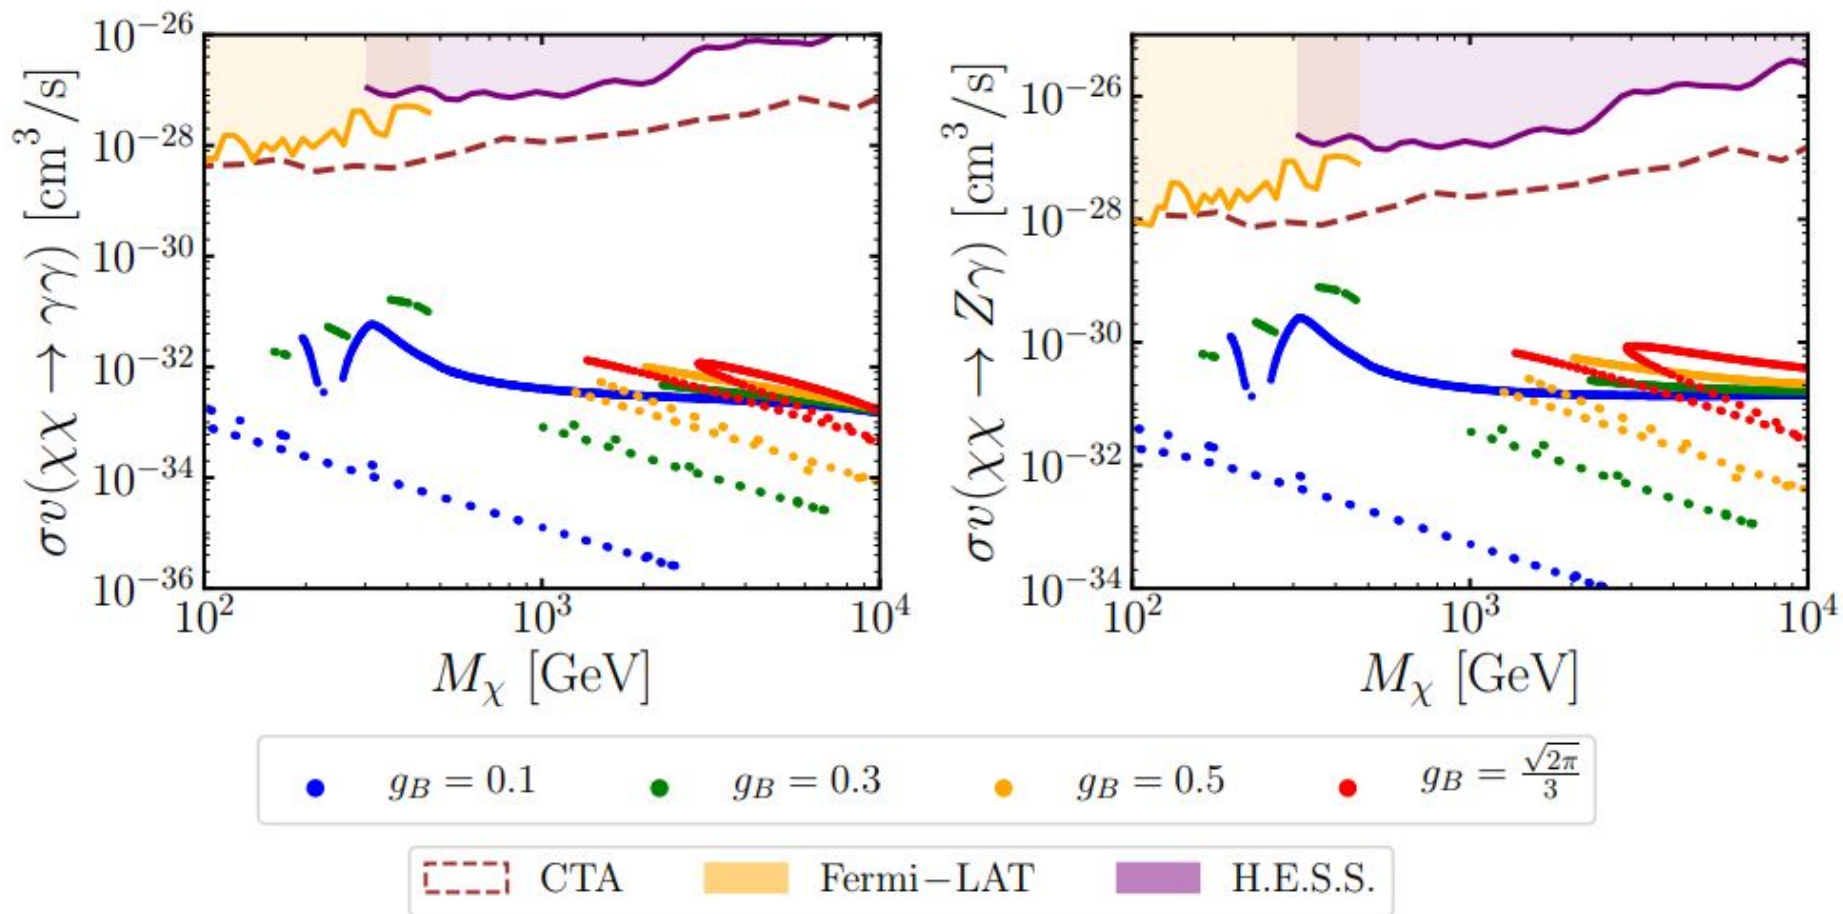 10^{-26}
10^{-28}
10^{-30}
10^{-32}
10^{-34}
10^{-36}
σv(χχ → γγ) [cm^3/s]
10^2 10^3 10^4
M_χ [GeV]
10^{-26}
10^{-28}
10^{-30}
10^{-32}
10^{-34}
σv(χχ → Zγ) [cm^3/s]
10^2 10^3 10^4
M_χ [GeV]
g_B = 0.1 g_B = 0.3 g_B = 0.5 g_B = \frac{\sqrt{2π}}{3}
CTA Fermi−LAT H.E.S.S.